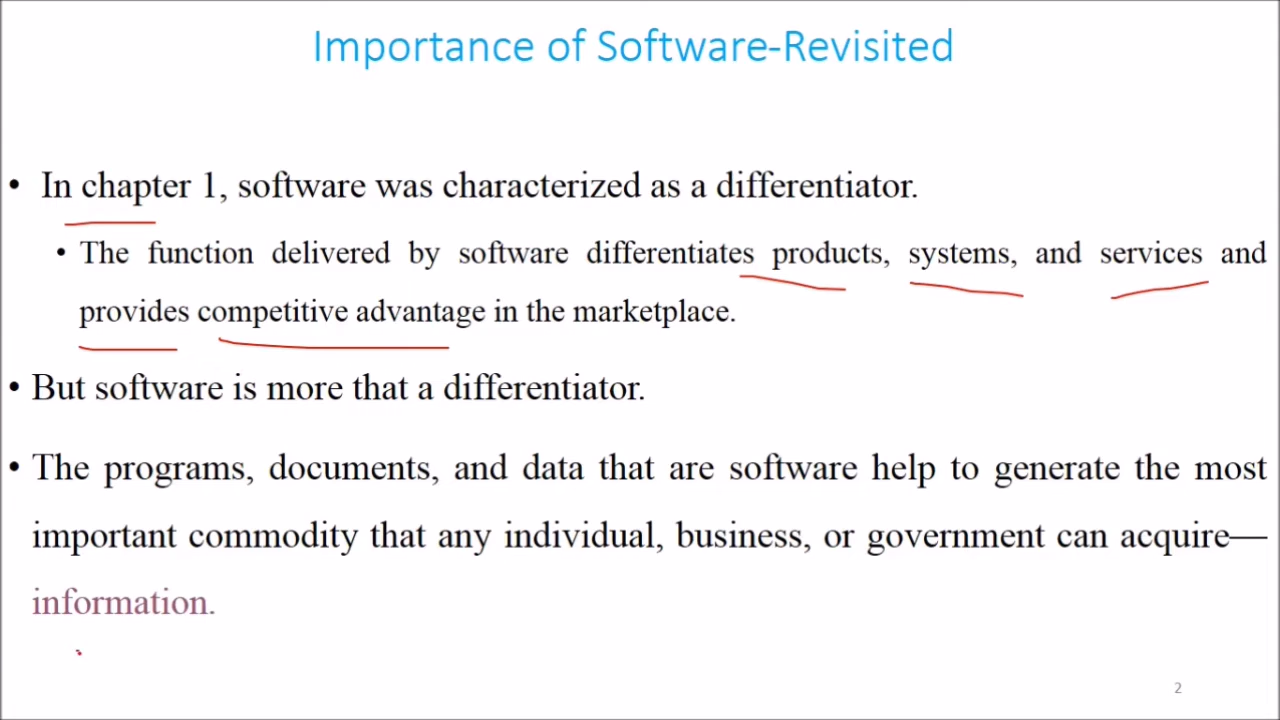 Importance of Software-Revisited
• In chapter 1, software was characterized as a differentiator.
• The function delivered by software differentiates products, systems, and services and
provides competitive advantage in the marketplace.
• But software is more that a differentiator.
• The programs, documents, and data that are software help to generate the most
important commodity that any individual, business, or government can acquire—
information.
2